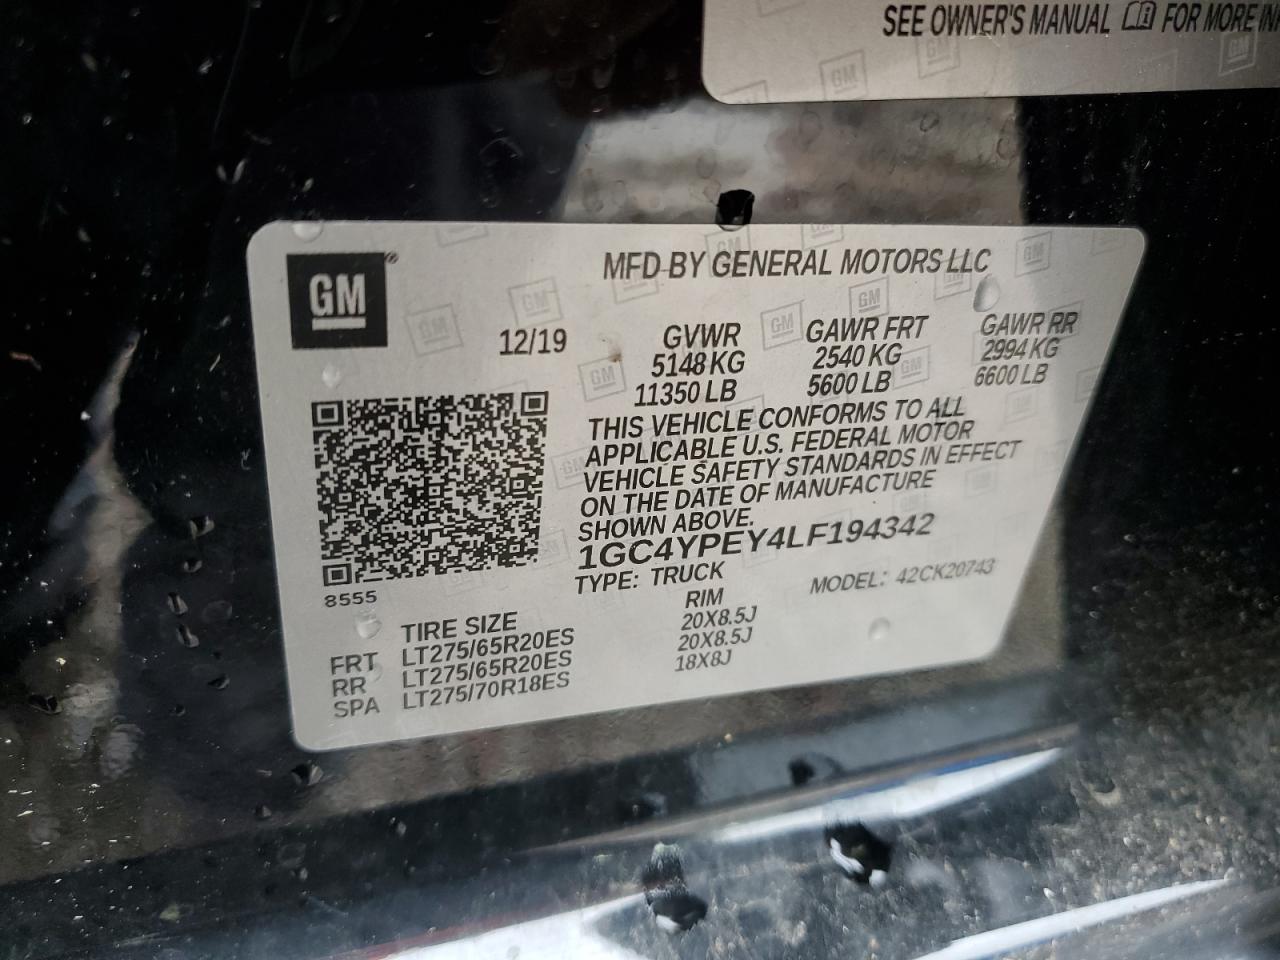 SEE OWNER'S MANUAL FOR MORE
GM®
MFD BY GENERAL MOTORS LLC
12/19 GVWR GAWR FRT GAWR RR
5148 KG 2540 KG 2994 KG
11350 LB 5600 LB 6600 LB
THIS VEHICLE CONFORMS TO ALL
APPLICABLE U.S. FEDERAL MOTOR
VEHICLE SAFETY STANDARDS IN EFFECT
ON THE DATE OF MANUFACTURE
SHOWN ABOVE.
1GC4YPEY4LF194342
TYPE: TRUCK MODEL: 42CK20743
8555
TIRE SIZE RIM
FRT LT275/65R20ES 20X8.5J
RR LT275/65R20ES 20X8.5J
SPA LT275/70R18ES 18X8J